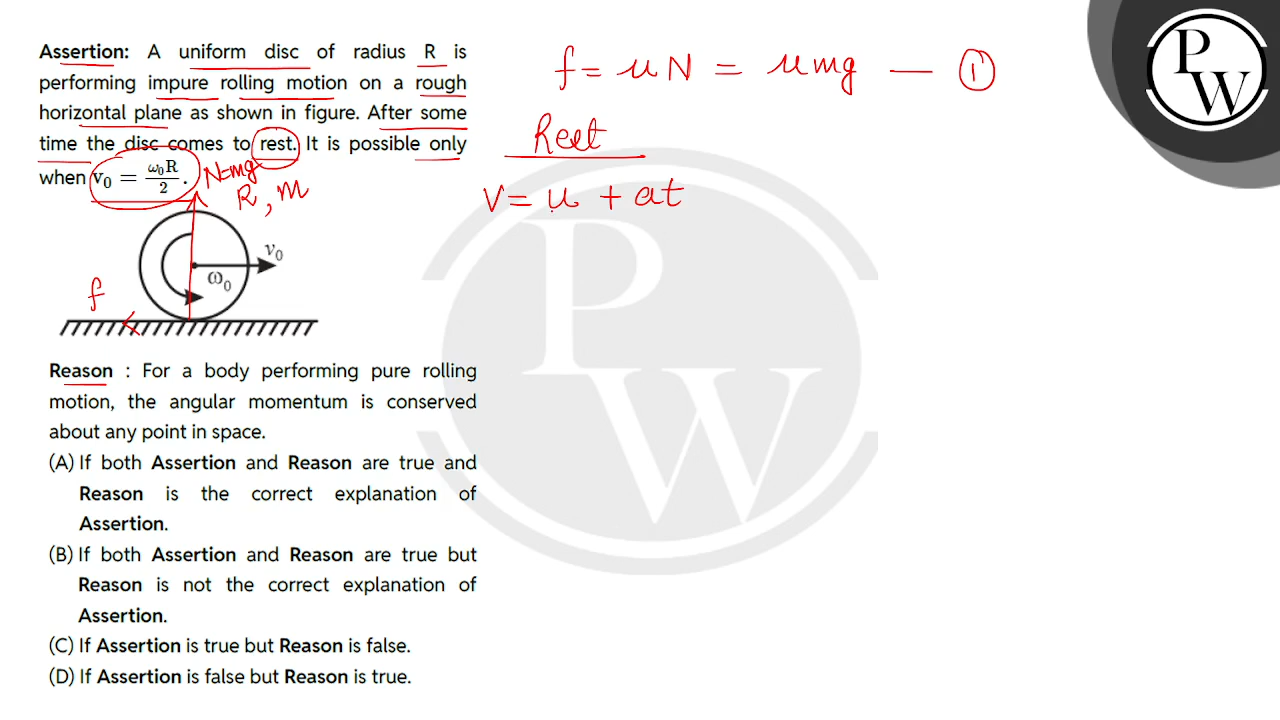 Assertion: A uniform disc of radius R is
performing impure rolling motion on a rough
horizontal plane as shown in figure. After some
time the disc comes to rest. It is possible only
when v₀ = ω₀R/2.
N=mg
R, m
v₀
ω₀
f
Reason : For a body performing pure rolling
motion, the angular momentum is conserved
about any point in space.
(A) If both Assertion and Reason are true and
Reason is the correct explanation of
Assertion.
(B) If both Assertion and Reason are true but
Reason is not the correct explanation of
Assertion.
(C) If Assertion is true but Reason is false.
(D) If Assertion is false but Reason is true.
f = μN = μmg — ①
Rest
v = u + at
PW
PW